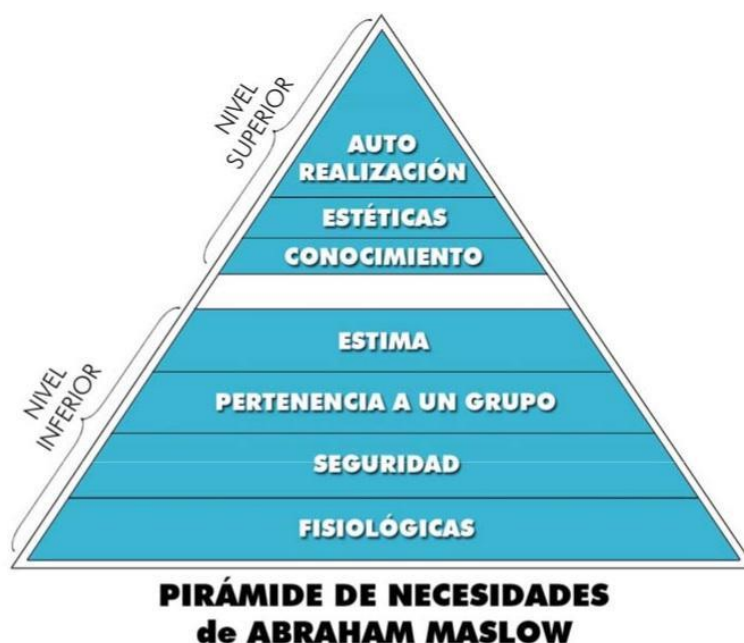 NIVEL
SUPERIOR
AUTO
REALIZACIÓN
ESTÉTICAS
CONOCIMIENTO
NIVEL
INFERIOR
ESTIMA
PERTENENCIA A UN GRUPO
SEGURIDAD
FISIOLÓGICAS
PIRÁMIDE DE NECESIDADES
de ABRAHAM MASLOW